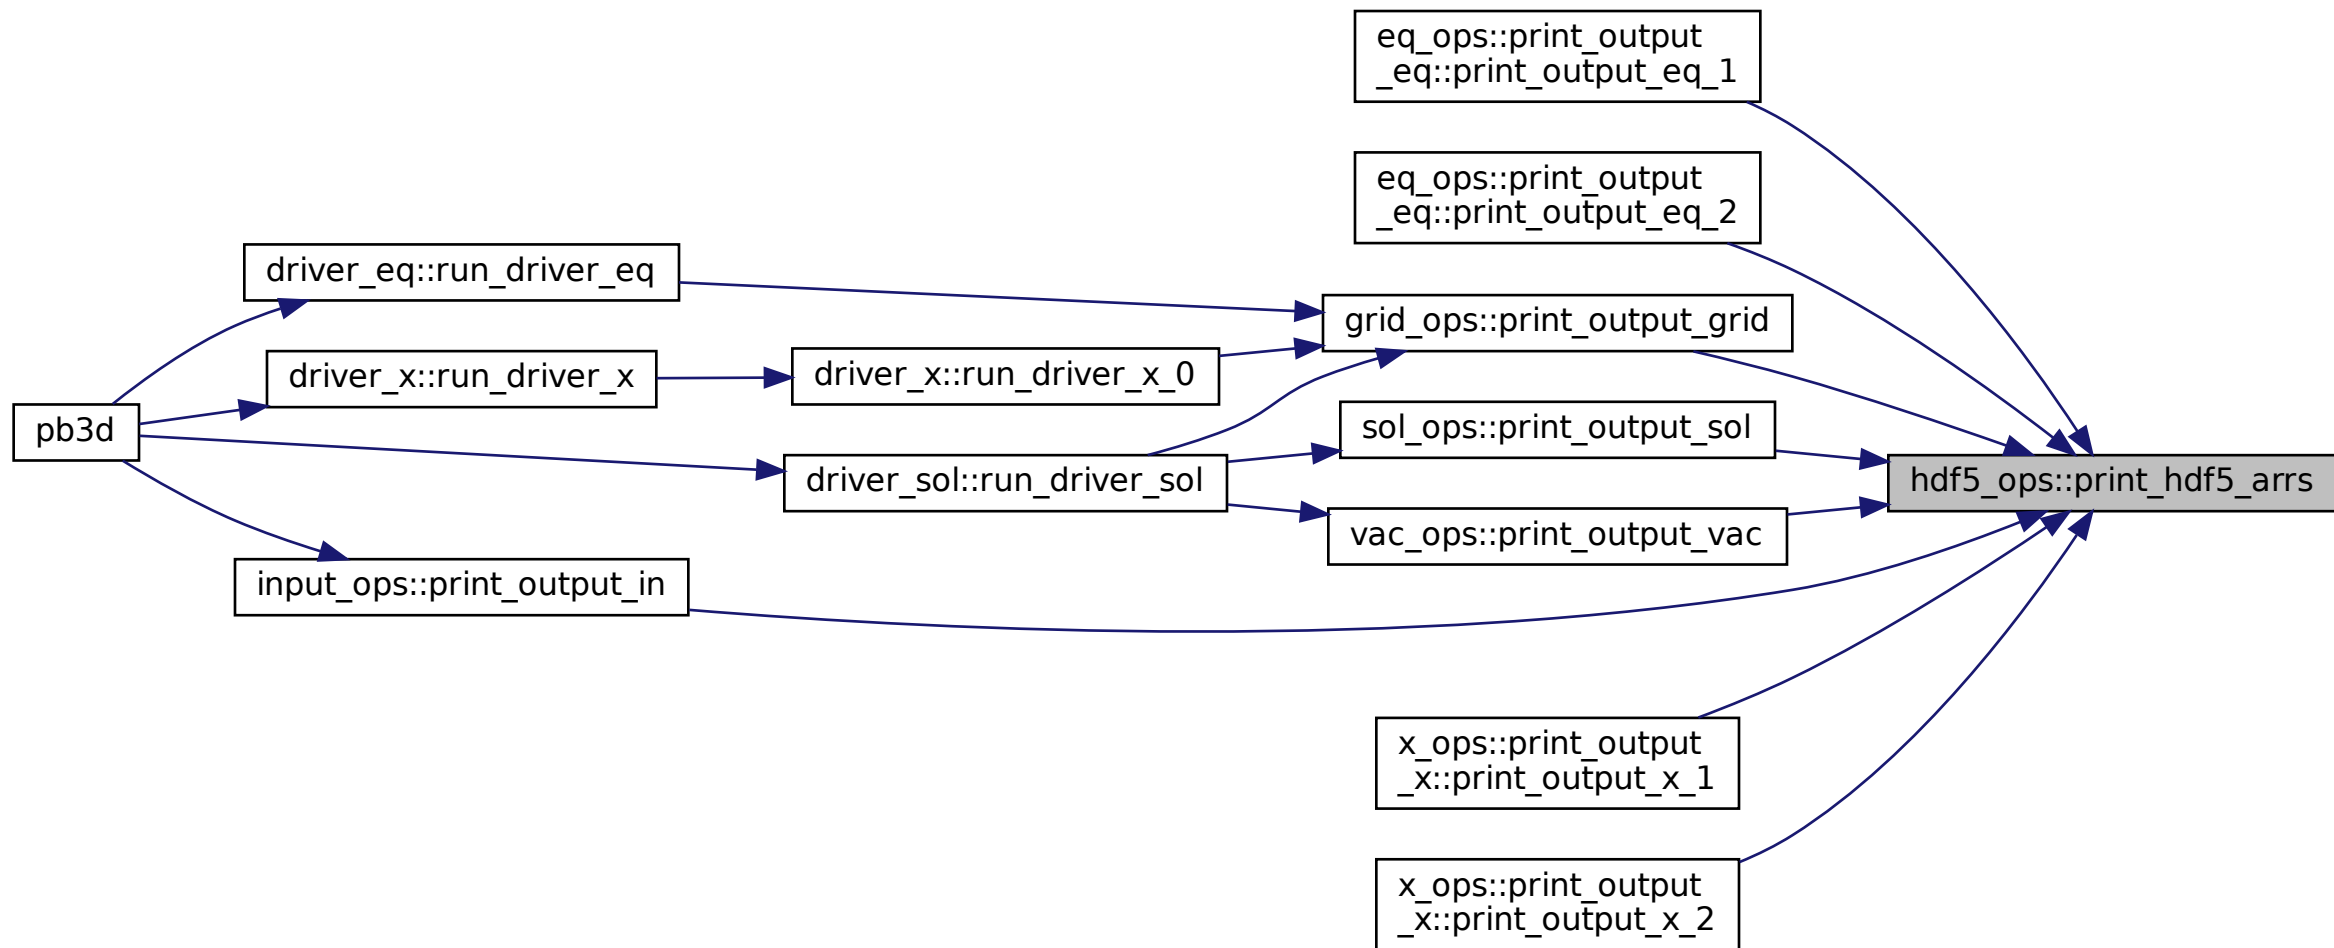 eq_ops::print_output
_eq::print_output_eq_1
eq_ops::print_output
_eq::print_output_eq_2
driver_eq::run_driver_eq
grid_ops::print_output_grid
driver_x::run_driver_x
driver_x::run_driver_x_0
pb3d
sol_ops::print_output_sol
driver_sol::run_driver_sol
hdf5_ops::print_hdf5_arrs
vac_ops::print_output_vac
input_ops::print_output_in
x_ops::print_output
_x::print_output_x_1
x_ops::print_output
_x::print_output_x_2